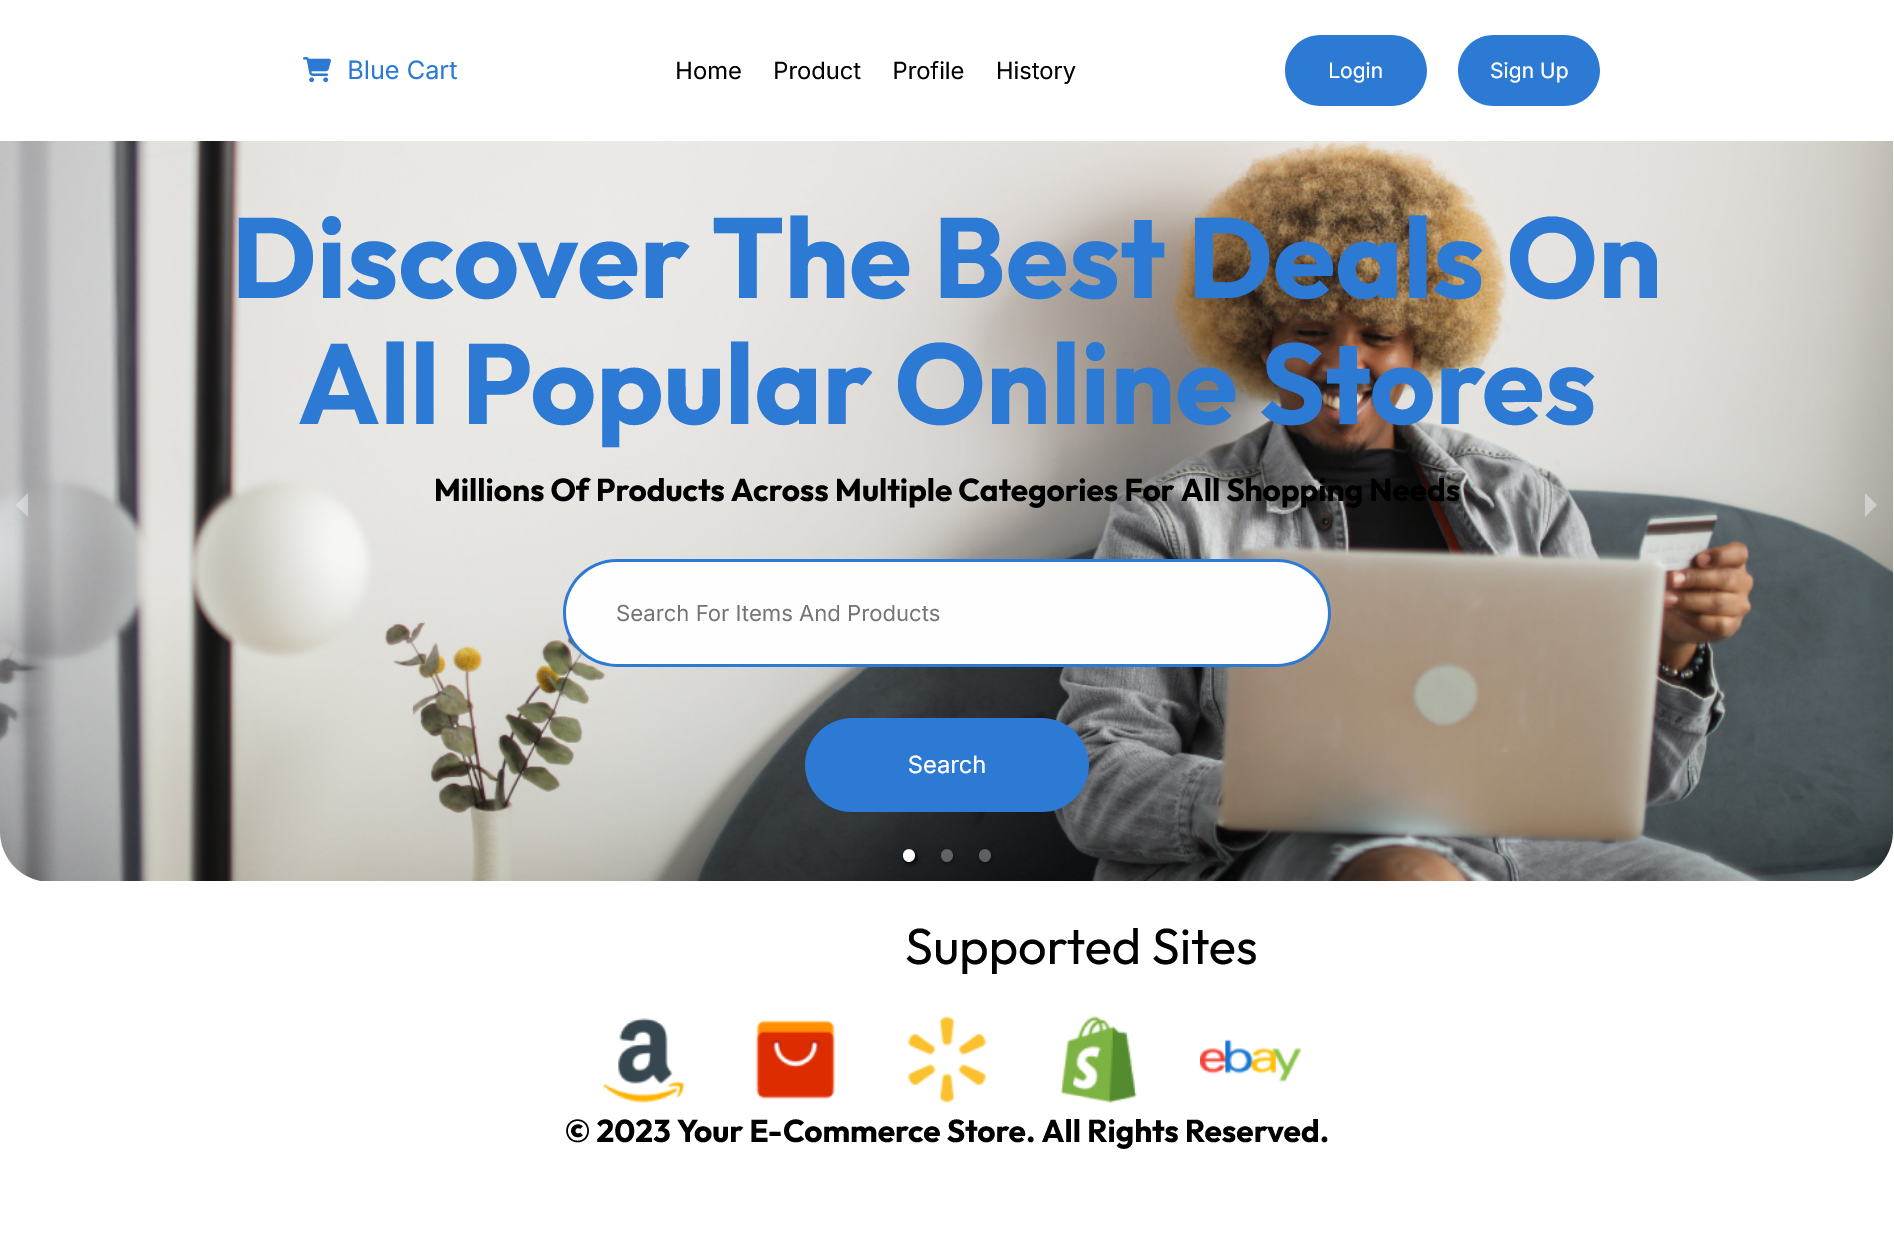 Blue Cart
Home Product Profile History
Login
Sign Up
Discover The Best Deals On
All Popular Online Stores
Millions Of Products Across Multiple Categories For All Shopping Needs
Search For Items And Products
Search
Supported Sites
a
S
ebay
© 2023 Your E-Commerce Store. All Rights Reserved.